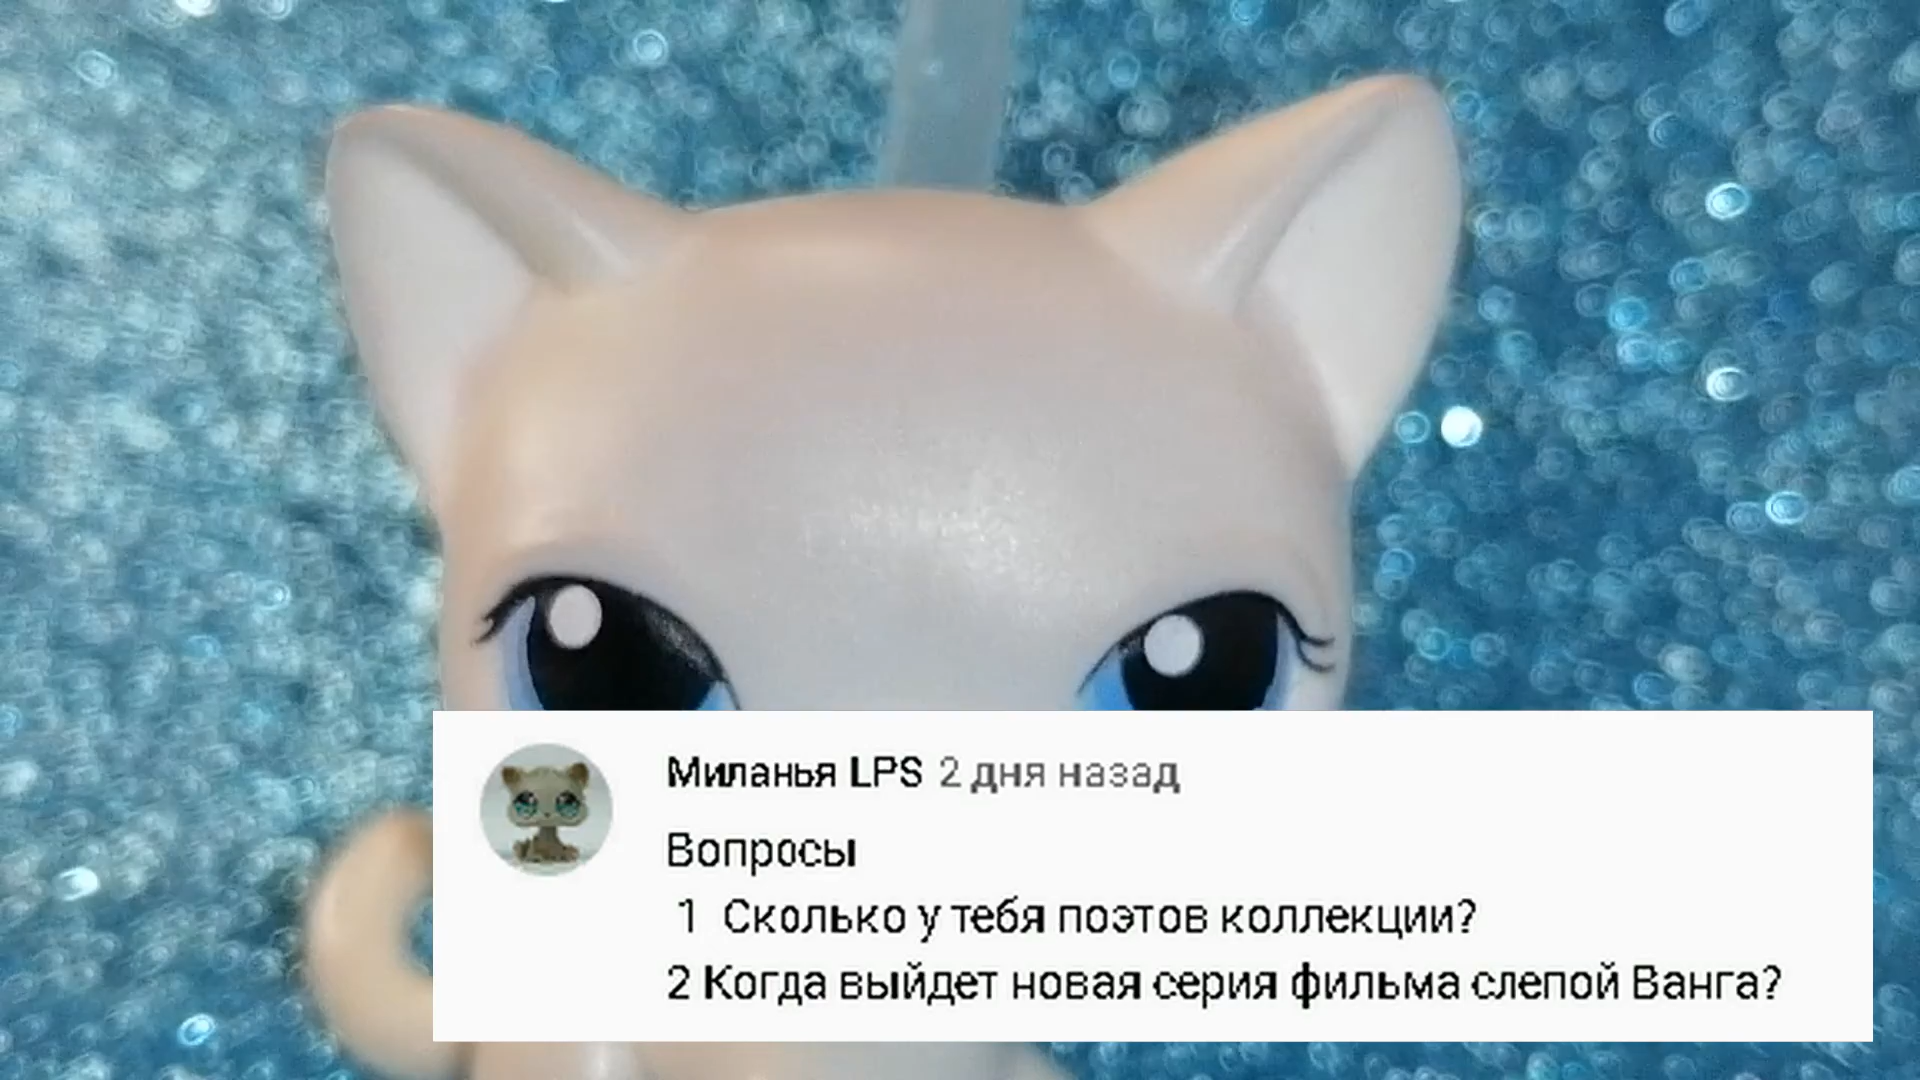 Миланья LPS 2 дня назад
Вопросы
1 Сколько у тебя поэтов коллекции?
2 Когда выйдет новая серия фильма слепой Ванга?